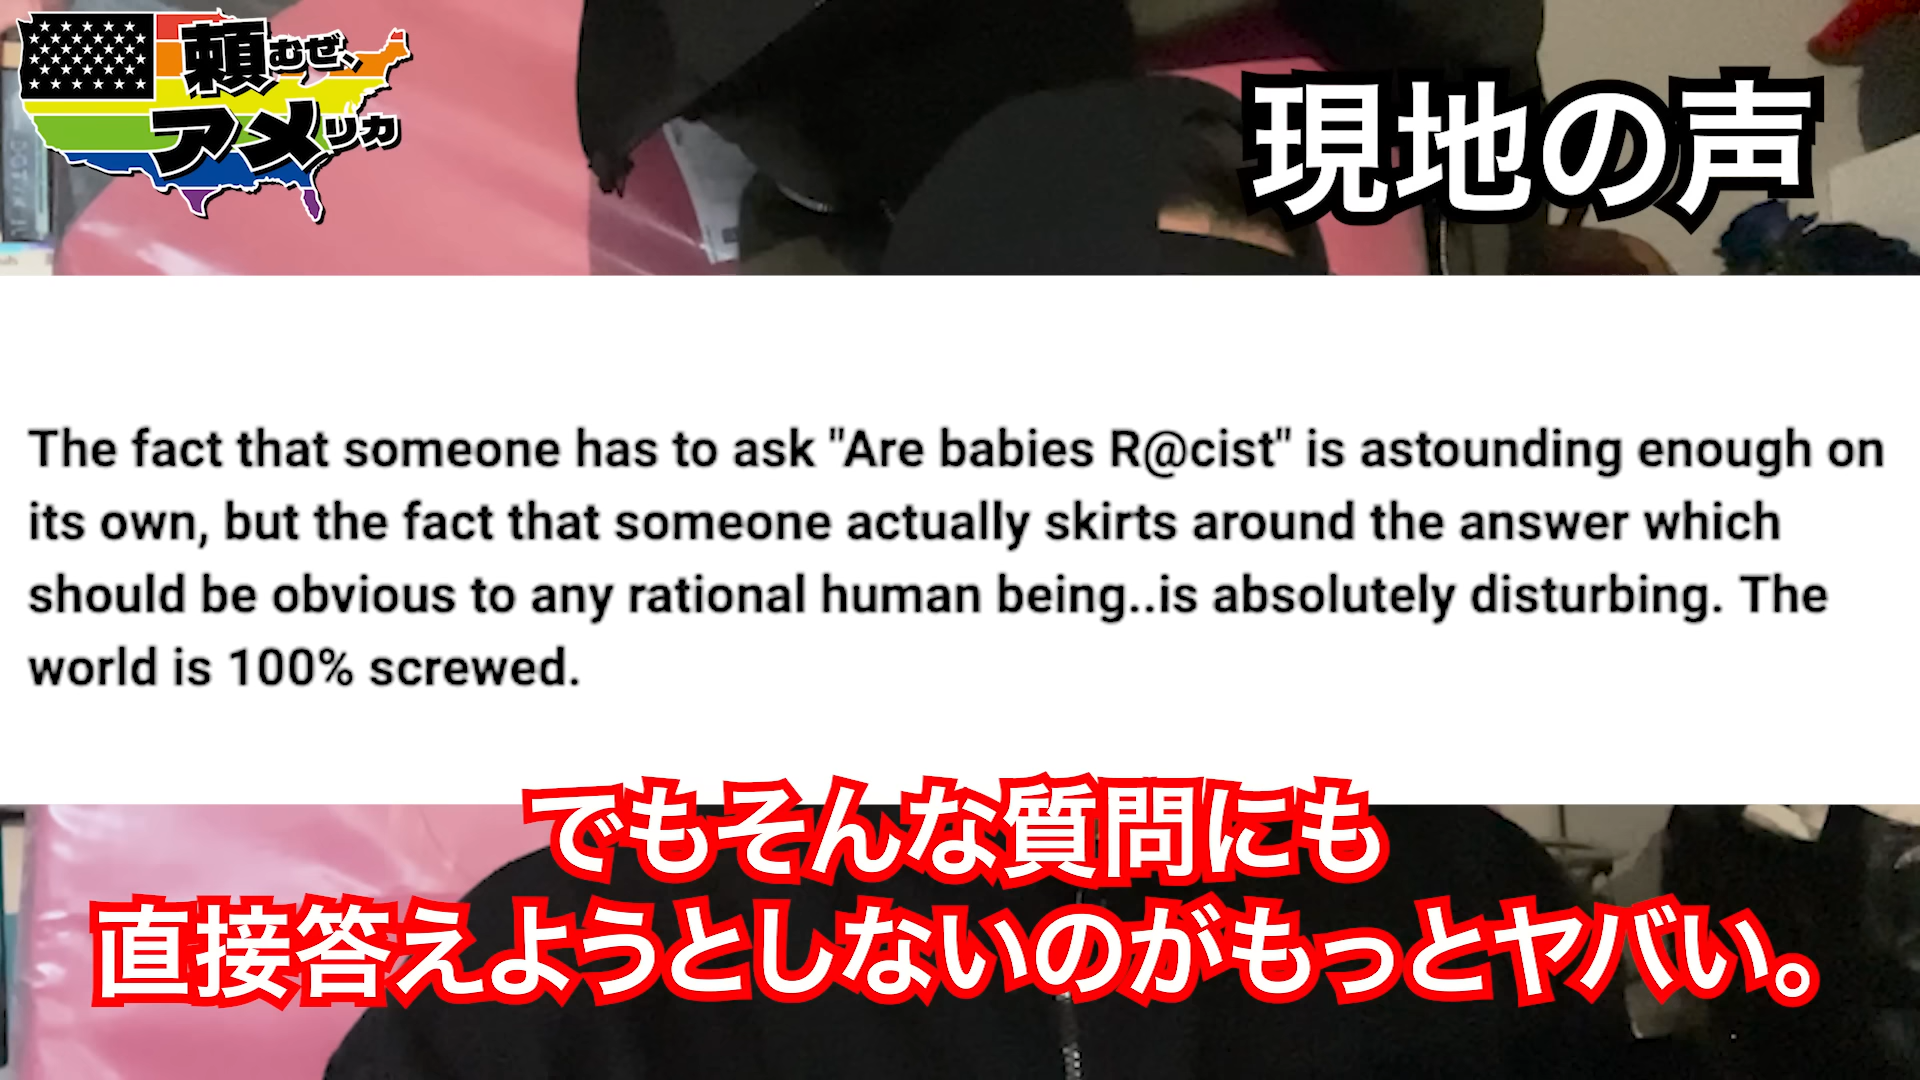 頼むぜ、
アメリカ
現地の声
The fact that someone has to ask "Are babies R@cist" is astounding enough on
its own, but the fact that someone actually skirts around the answer which
should be obvious to any rational human being..is absolutely disturbing. The
world is 100% screwed.
でもそんな質問にも
直接答えようとしないのがもっとヤバい。